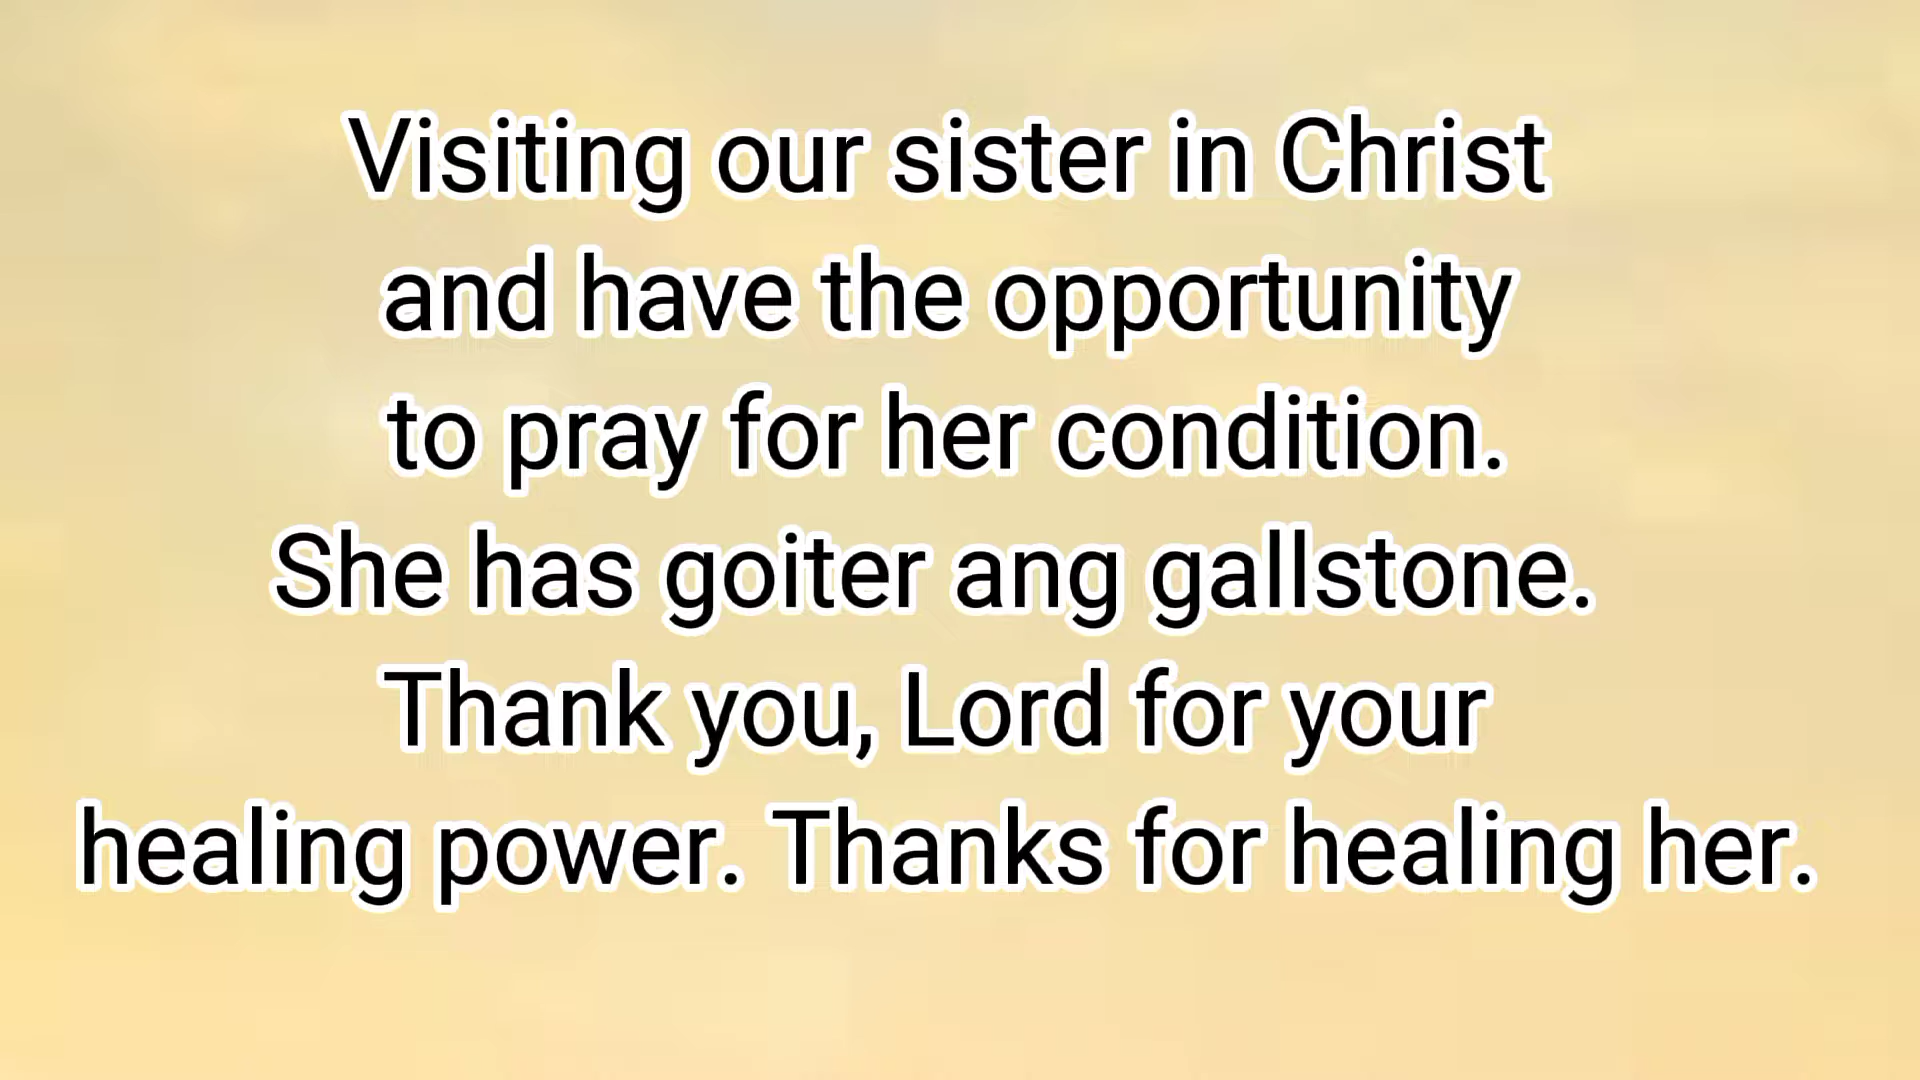 Visiting our sister in Christ
and have the opportunity
to pray for her condition.
She has goiter ang gallstone.
Thank you, Lord for your
healing power. Thanks for healing her.